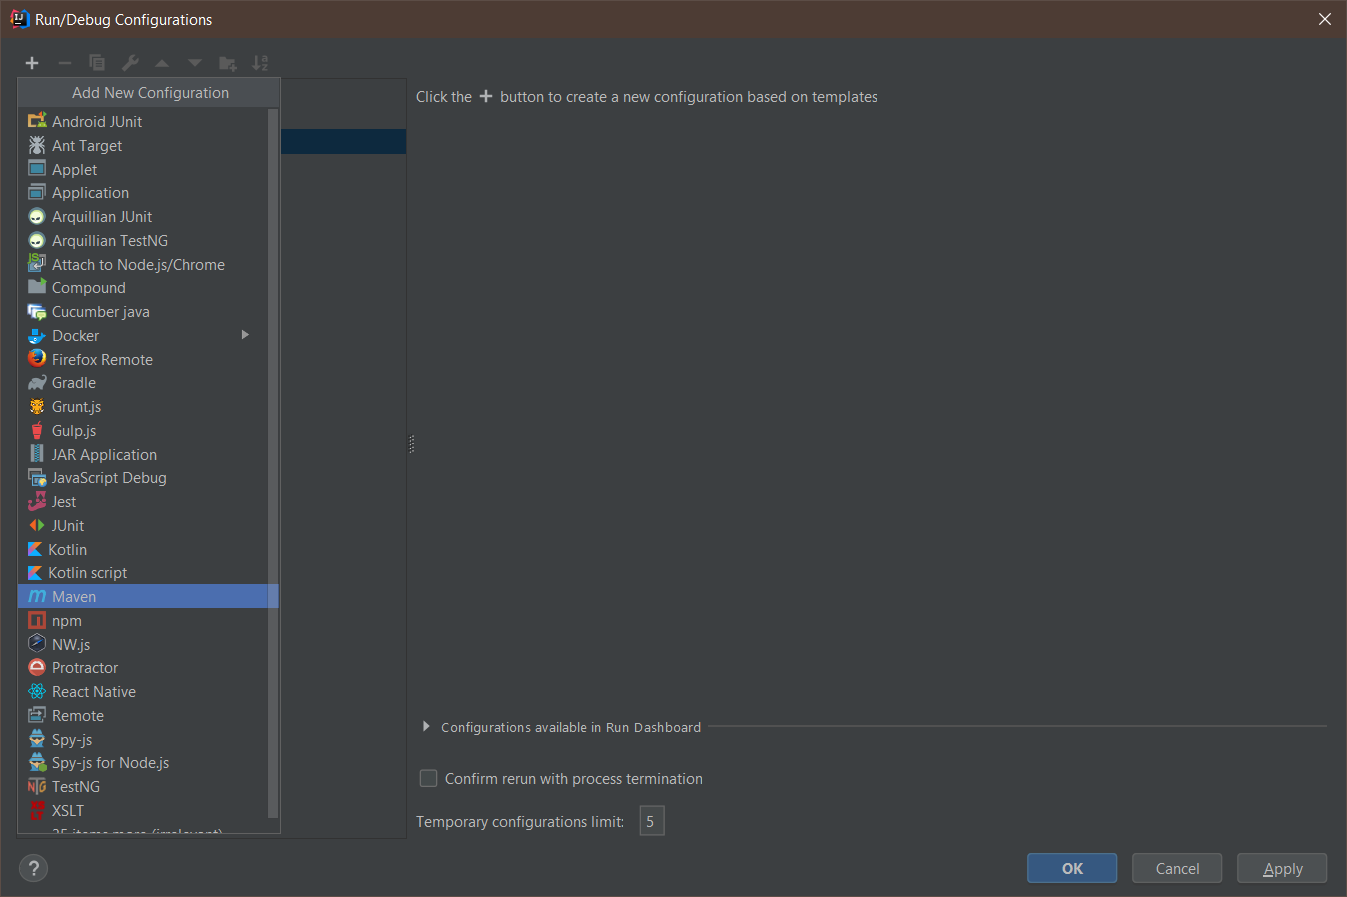 Run/Debug Configurations
Add New Configuration
Click the + button to create a new configuration based on templates
Android JUnit
Ant Target
Applet
Application
Arquillian JUnit
Arquillian TestNG
Attach to Node.js/Chrome
Compound
Cucumber java
Docker
Firefox Remote
Gradle
Grunt.js
Gulp.js
JAR Application
JavaScript Debug
Jest
JUnit
Kotlin
Kotlin script
Maven
npm
NW.js
Protractor
React Native
Remote
Spy-js
Spy-js for Node.js
TestNG
XSLT
35 items more (irrelevant)
Configurations available in Run Dashboard
Confirm rerun with process termination
Temporary configurations limit: 5
?
OK
Cancel
Apply